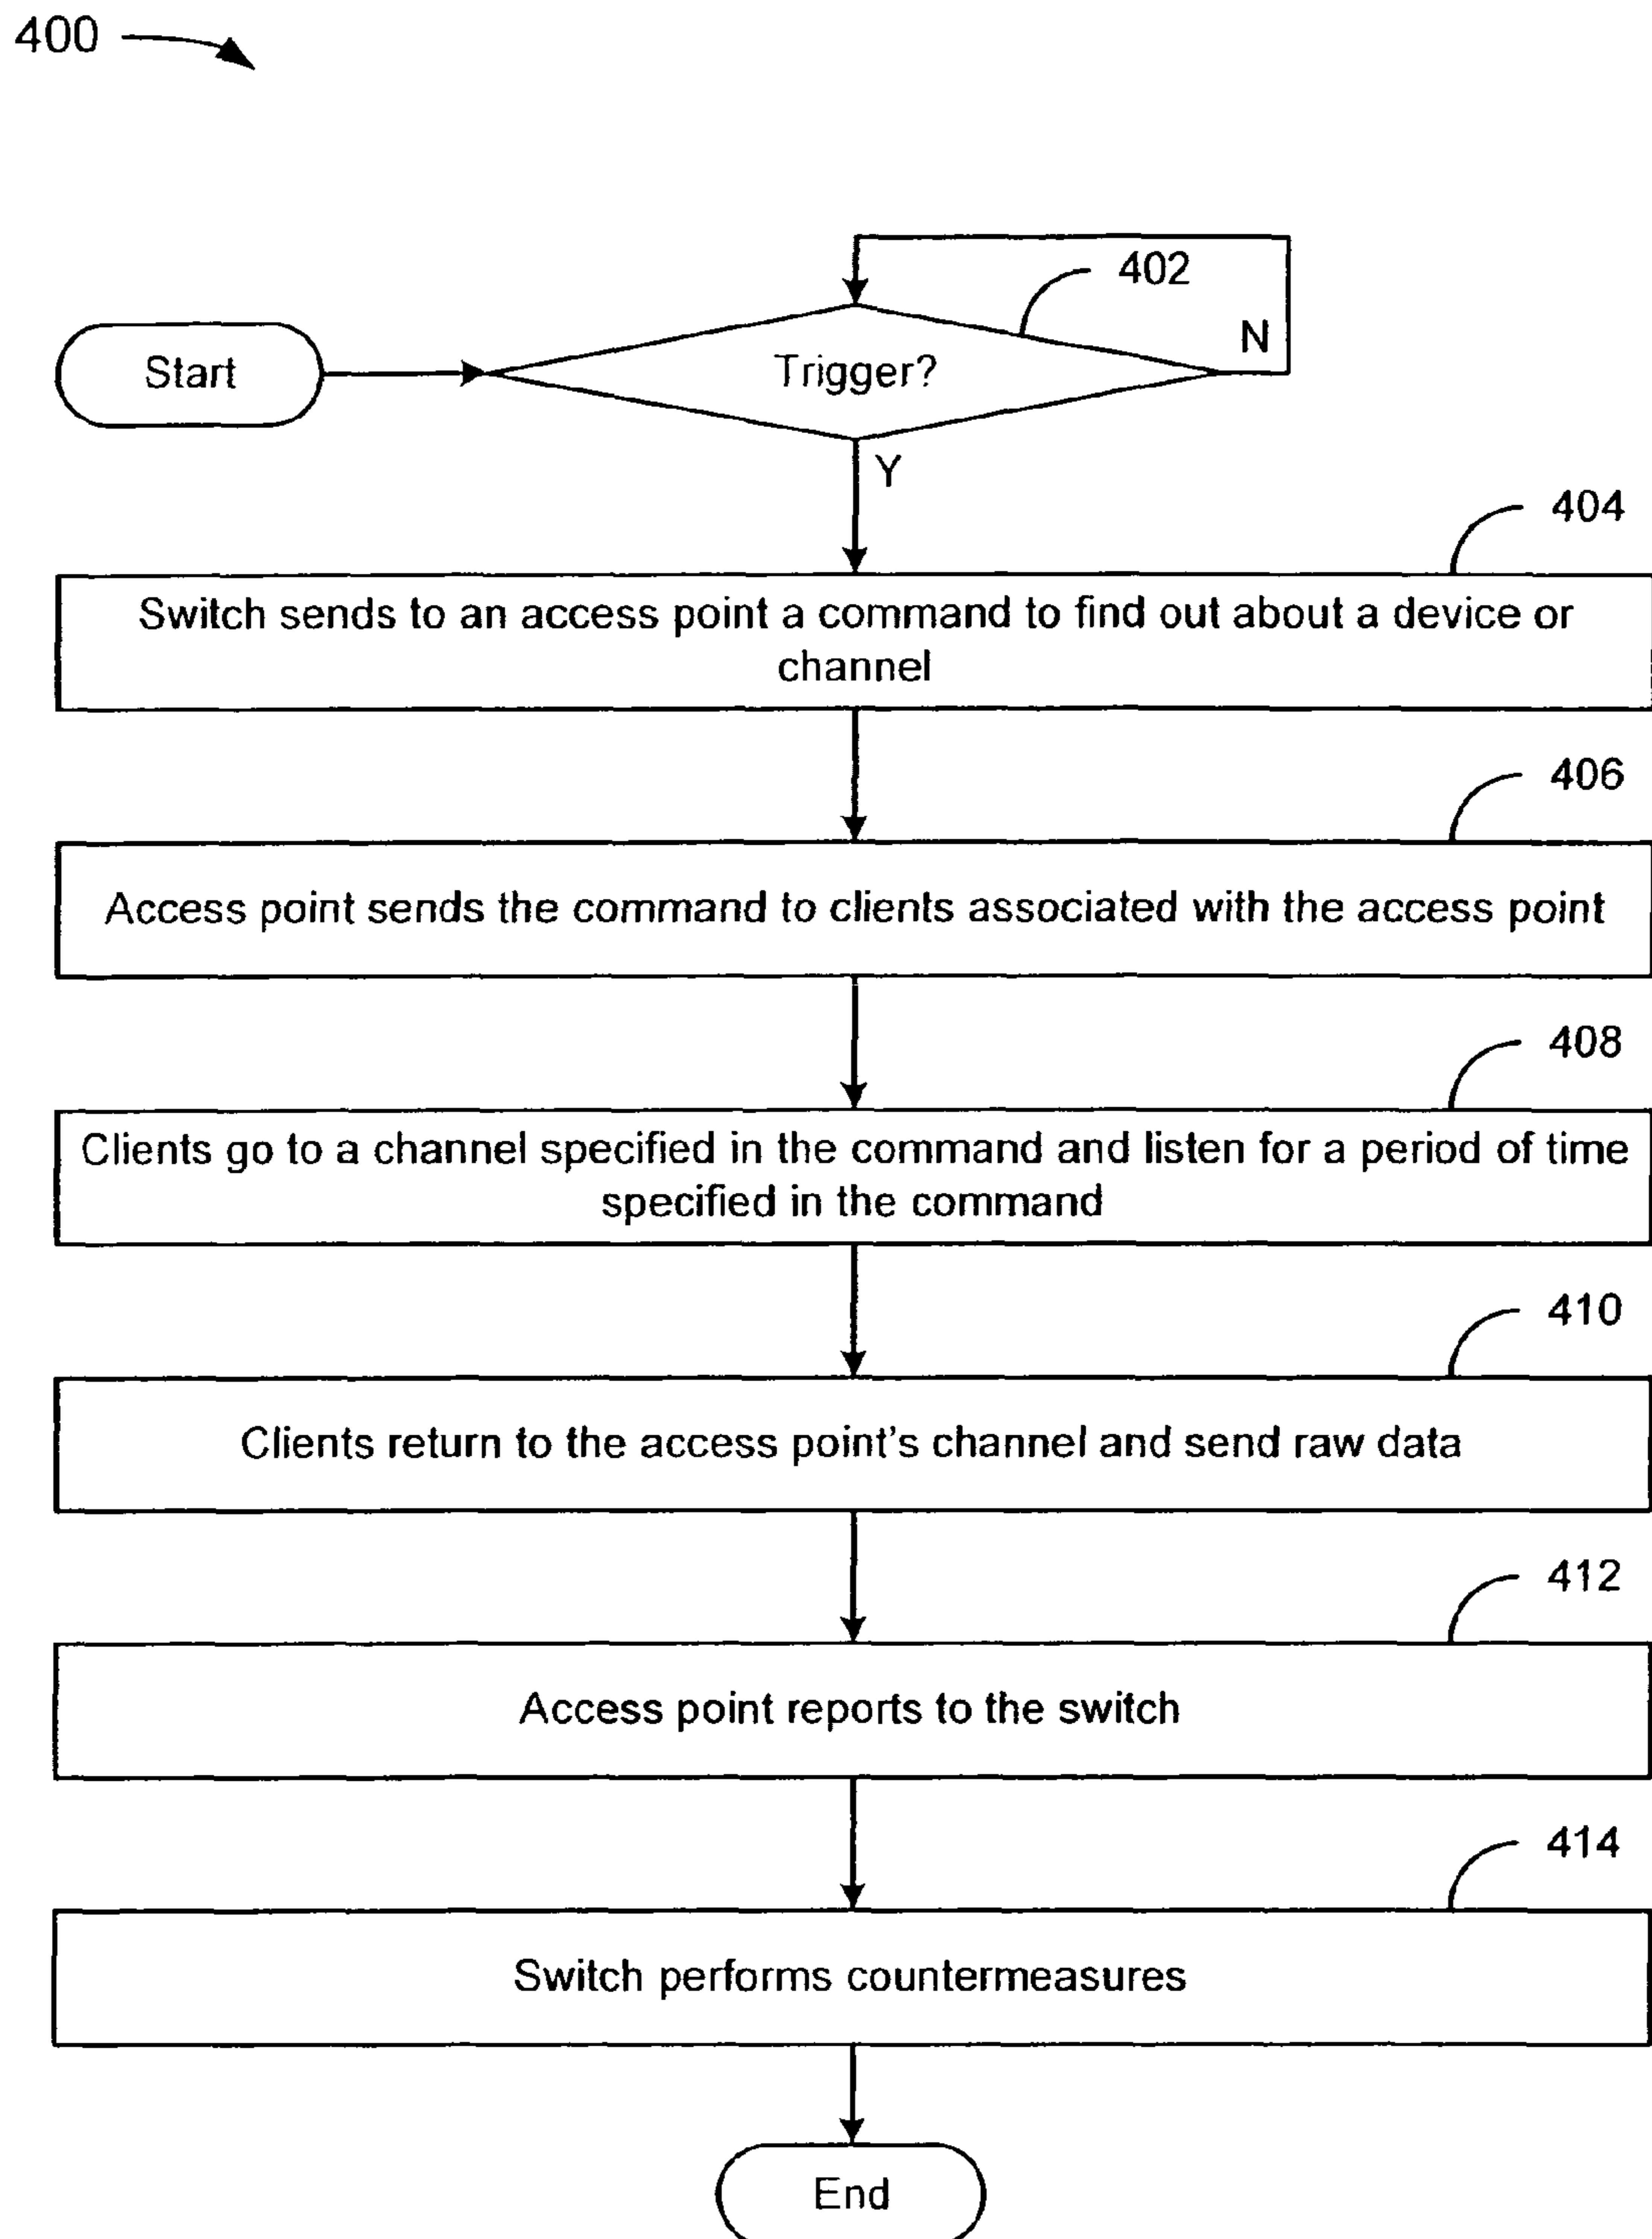 400
402
N
Start
Trigger?
Y
404
Switch sends to an access point a command to find out about a device or
channel
406
Access point sends the command to clients associated with the access point
408
Clients go to a channel specified in the command and listen for a period of time
specified in the command
410
Clients return to the access point's channel and send raw data
412
Access point reports to the switch
414
Switch performs countermeasures
End